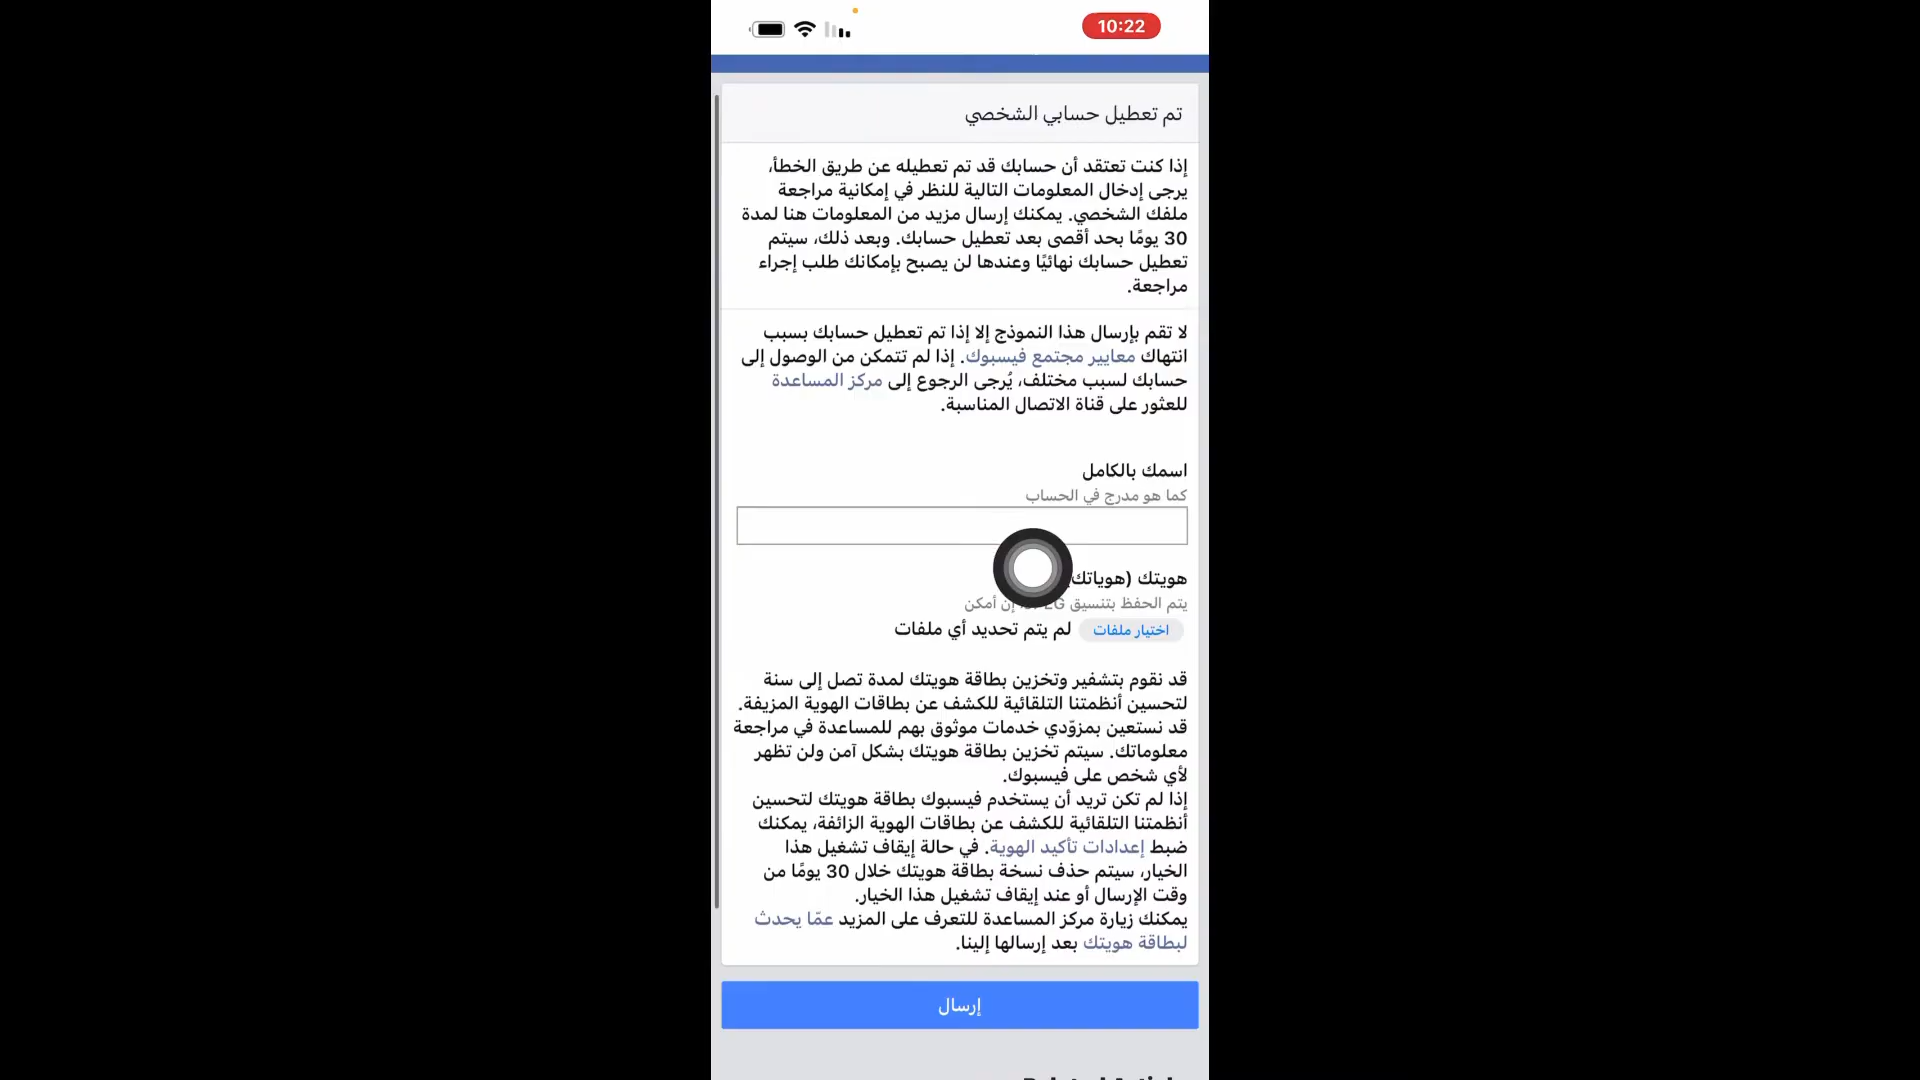 10:22
تم تعطيل حسابي الشخصي
إذا كنت تعتقد أن حسابك قد تم تعطيله عن طريق الخطأ،
يرجى إدخال المعلومات التالية للنظر في إمكانية مراجعة
ملفك الشخصي. يمكنك إرسال مزيد من المعلومات هنا لمدة
30 يومًا بحد أقصى بعد تعطيل حسابك. وبعد ذلك، سيتم
تعطيل حسابك نهائيًا وعندها لن يصبح بإمكانك طلب إجراء
مراجعة.
لا تقم بإرسال هذا النموذج إلا إذا تم تعطيل حسابك بسبب
انتهاك معايير مجتمع فيسبوك. إذا لم تتمكن من الوصول إلى
حسابك لسبب مختلف، يُرجى الرجوع إلى مركز المساعدة
للعثور على قناة الاتصال المناسبة.
اسمك بالكامل
كما هو مدرج في الحساب
هويتك (هوياتك)
يتم الحفظ بتنسيق إن أمكن
اختيار ملفات لم يتم تحديد أي ملفات
قد نقوم بتشفير وتخزين بطاقة هويتك لمدة تصل إلى سنة
لتحسين أنظمتنا التلقائية للكشف عن بطاقات الهوية المزيفة.
قد نستعين بمزوّدي خدمات موثوق بهم للمساعدة في مراجعة
معلوماتك. سيتم تخزين بطاقة هويتك بشكل آمن ولن تظهر
لأي شخص على فيسبوك.
إذا لم تكن تريد أن يستخدم فيسبوك بطاقة هويتك لتحسين
أنظمتنا التلقائية للكشف عن بطاقات الهوية الزائفة، يمكنك
ضبط إعدادات تأكيد الهوية. في حالة إيقاف تشغيل هذا
الخيار، سيتم حذف نسخة بطاقة هويتك خلال 30 يومًا من
وقت الإرسال أو عند إيقاف تشغيل هذا الخيار.
يمكنك زيارة مركز المساعدة للتعرف على المزيد عمّا يحدث
لبطاقة هويتك بعد إرسالها إلينا.
إرسال